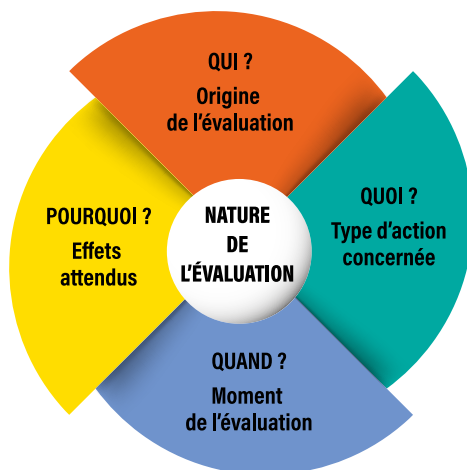 QUI ?
Origine
de l'évaluation
QUOI ?
Type d'action
concernée
QUAND ?
Moment
de l'évaluation
POURQUOI ?
Effets
attendus
NATURE
DE
L'ÉVALUATION